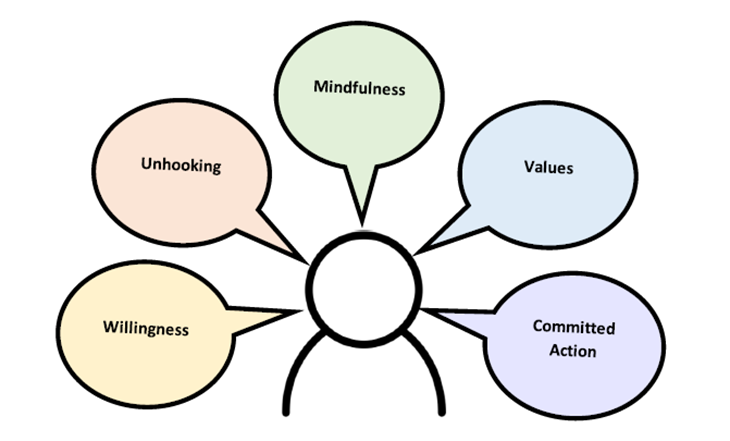 Mindfulness
Unhooking
Values
Willingness
Committed
Action